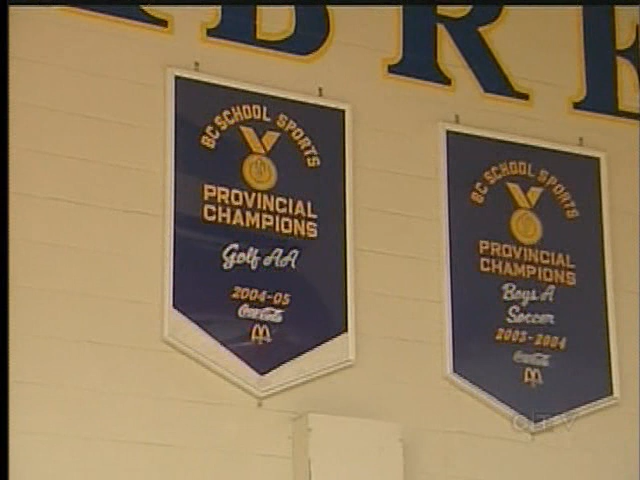 BRE
BC SCHOOL SPORTS
PROVINCIAL
CHAMPIONS
Golf AA
2004-05
Coca-Cola
BC SCHOOL SPORTS
PROVINCIAL
CHAMPIONS
Boys A
Soccer
2003-2004
Coca-Cola
CTV